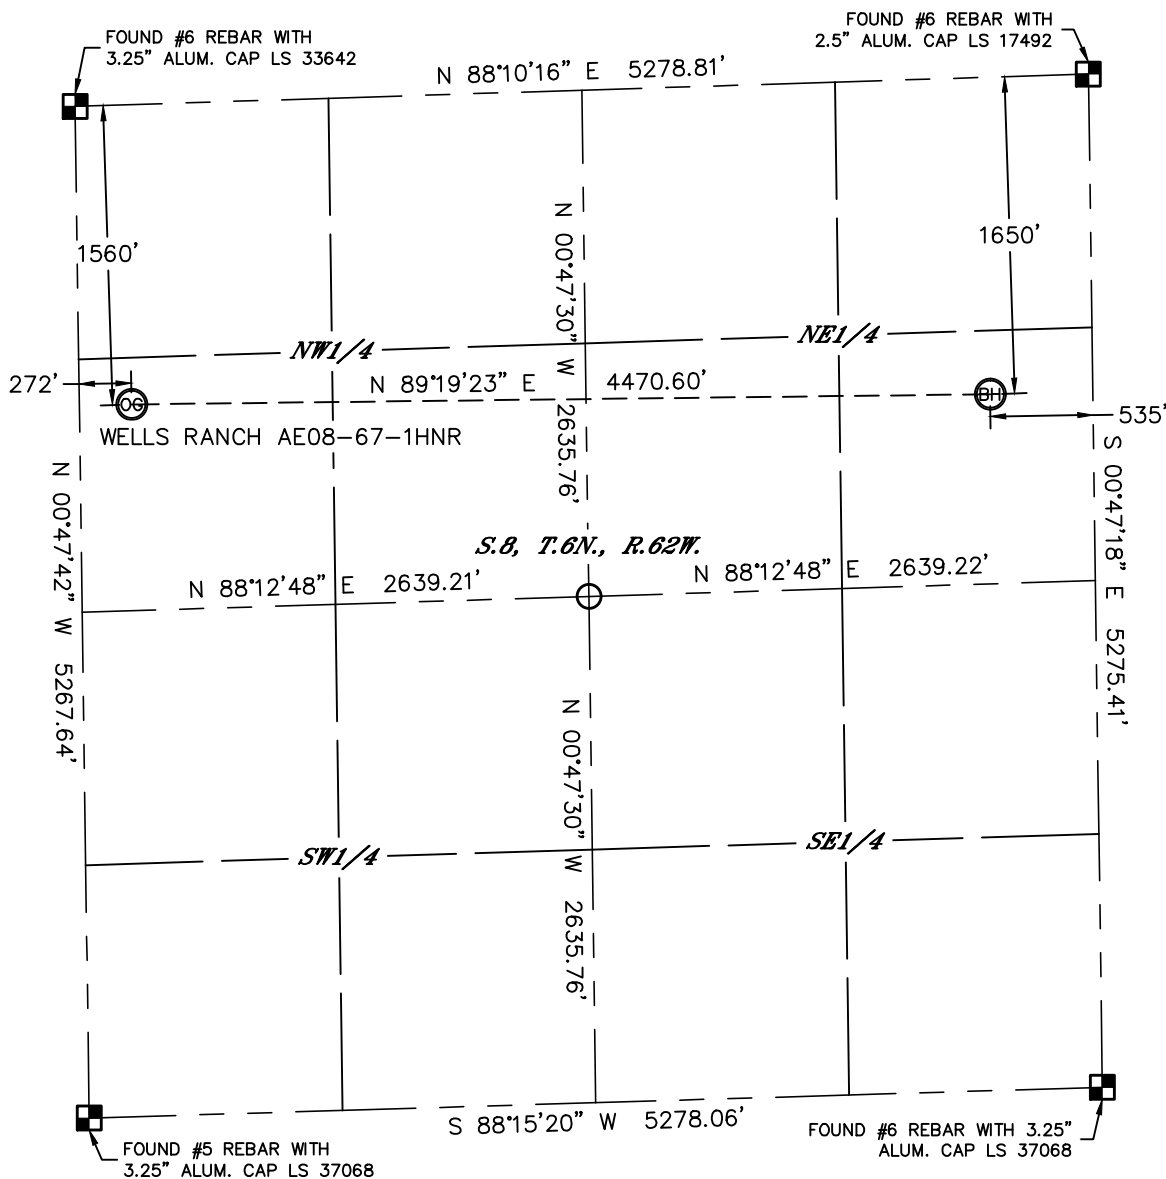 FOUND #6 REBAR WITH
3.25” ALUM. CAP LS 33642
FOUND #6 REBAR WITH
2.5” ALUM. CAP LS 17492
N 88°10'16” E 5278.81'
1560'
1650'
N 00°47'30” W 2635.76'
NW1/4
NE1/4
272'
N 89°19'23” E 4470.60'
OG
BH
535'
WELLS RANCH AE08-67-1HNR
N 00°47'42” W 5267.64'
S 00°47'18” E 5275.41'
S.8, T.6N., R.62W.
N 88°12'48” E 2639.21'
N 88°12'48” E 2639.22'
N 00°47'30” W 2635.76'
SW1/4
SE1/4
S 88°15'20” W 5278.06'
FOUND #5 REBAR WITH
3.25” ALUM. CAP LS 37068
FOUND #6 REBAR WITH 3.25”
ALUM. CAP LS 37068